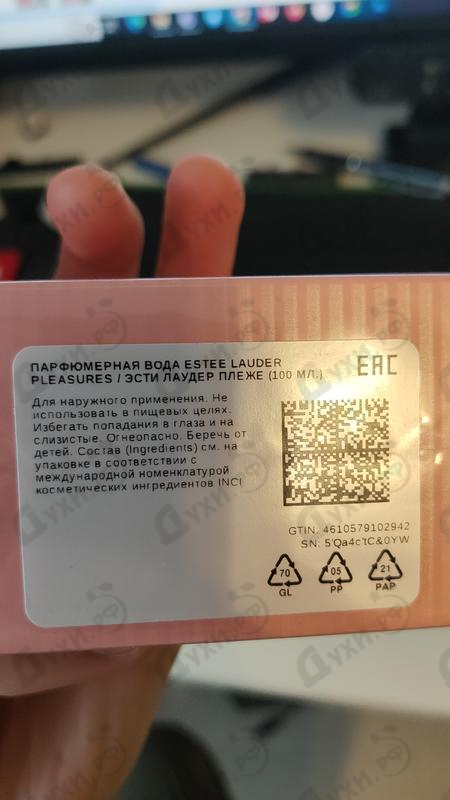 ПАРФЮМЕРНАЯ ВОДА ESTEE LAUDER
PLEASURES / ЭСТИ ЛАУДЕР ПЛЕЖЕ (100 МЛ.)
EAC
Для наружного применения. Не
использовать в пищевых целях.
Избегать попадания в глаза и на
слизистые. Огнеопасно. Беречь от
детей. Состав (Ingredients) см. на
упаковке в соответствии с
международной номенклатурой
косметических ингредиентов INCI
GTIN: 4610579102942
SN: 5'Qa4c'tC&0YW
70 05 21
GL PP PAP
Духи.РФ